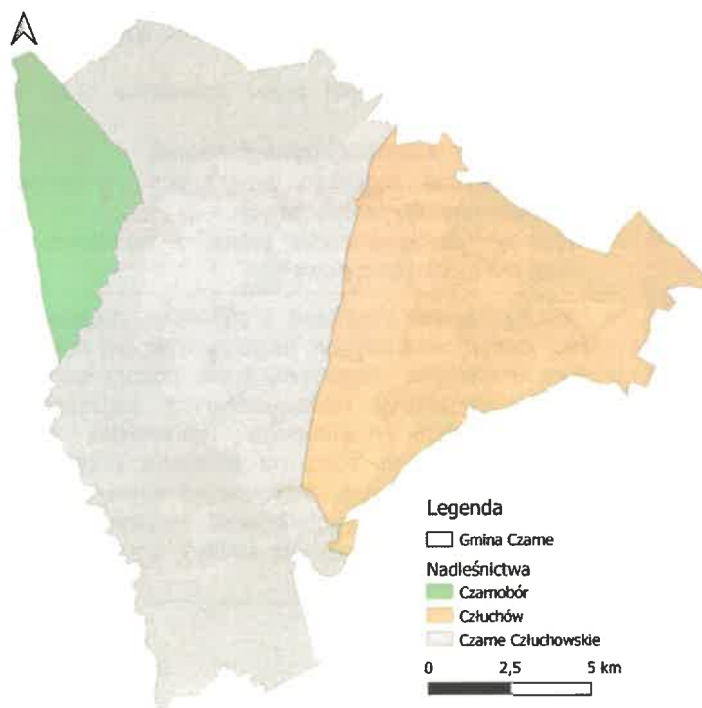 Legenda
Gmina Czarne
Nadleśnictwa
Czarnobór
Człuchów
Czarne Człuchowskie
0 2,5 5 km